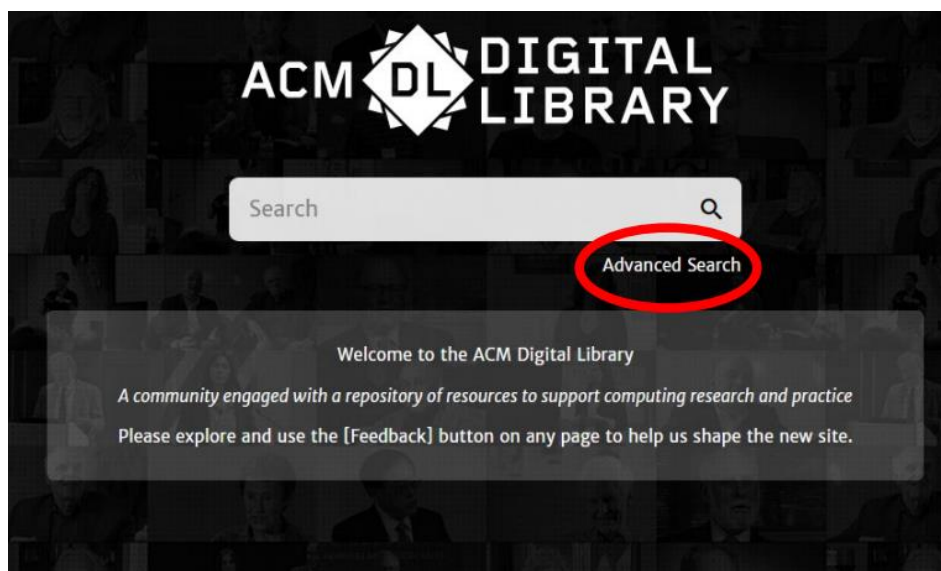 ACM DL DIGITAL LIBRARY
Search
Advanced Search
Welcome to the ACM Digital Library
A community engaged with a repository of resources to support computing research and practice
Please explore and use the [Feedback] button on any page to help us shape the new site.